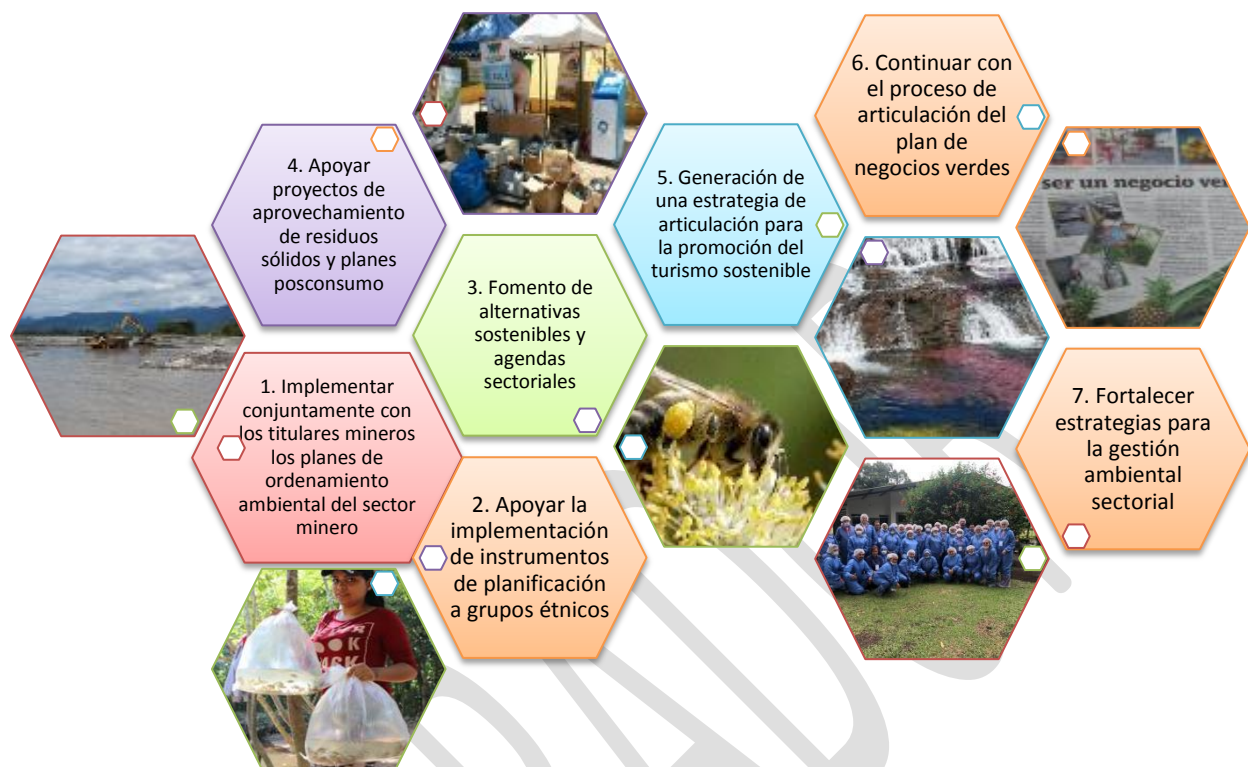 6. Continuar con
el proceso de
articulación del
plan de
negocios verdes
4. Apoyar
proyectos de
aprovechamiento
de residuos
sólidos y planes
posconsumo
5. Generación de
una estrategia de
articulación para
la promoción del
turismo sostenible
ser un negocio ver
3. Fomento de
alternativas
sostenibles y
agendas
sectoriales
1. Implementar
conjuntamente con
los titulares mineros
los planes de
ordenamiento
ambiental del sector
minero
7. Fortalecer
estrategias para
la gestión
ambiental
sectorial
2. Apoyar la
implementación
de instrumentos
de planificación
a grupos étnicos